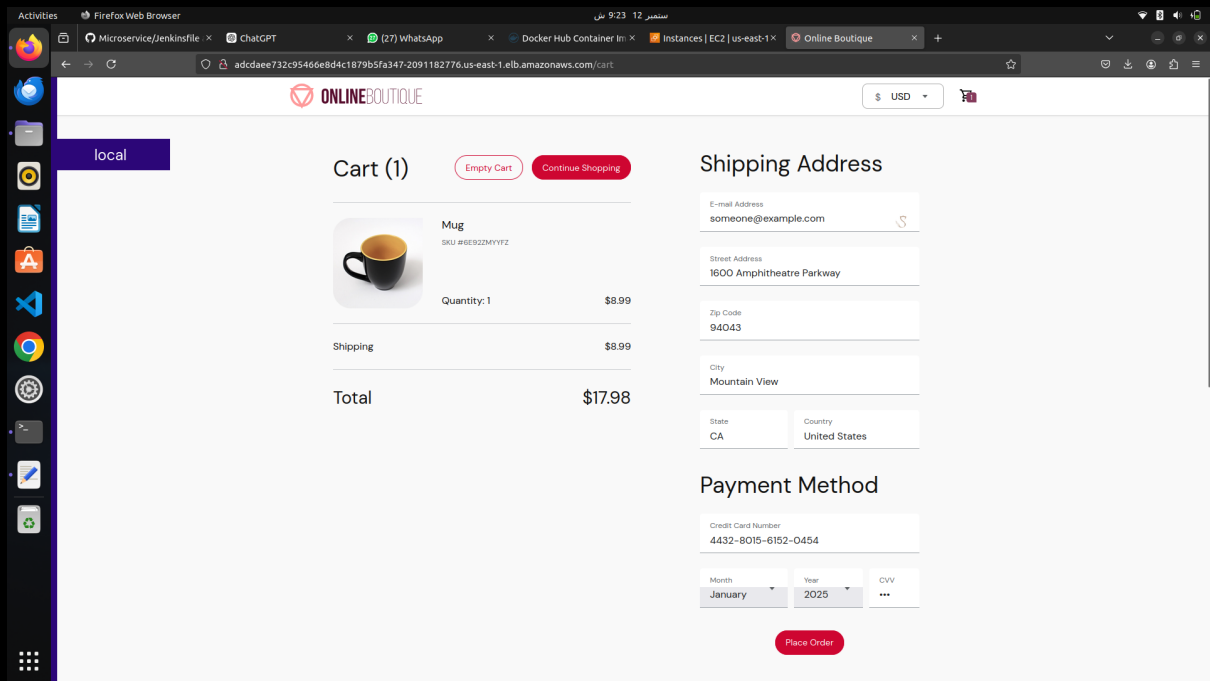 Activities
Firefox Web Browser
ستمبر 12  9:23 ش
Microservice/Jenkinsfile
ChatGPT
(27) WhatsApp
Docker Hub Container Im
Instances | EC2 | us-east-1
Online Boutique
adcdaee732c95466e8d4c1879b5fa347-2091182776.us-east-1.elb.amazonaws.com/cart
ONLINEBOUTIQUE
$ USD
1
local
Cart (1)
Empty Cart
Continue Shopping
Mug
SKU #6E92ZMYYFZ
Quantity: 1
$8.99
Shipping
$8.99
Total
$17.98
Shipping Address
E-mail Address
someone@example.com
Street Address
1600 Amphitheatre Parkway
Zip Code
94043
City
Mountain View
State
CA
Country
United States
Payment Method
Credit Card Number
4432-8015-6152-0454
Month
January
Year
2025
CVV
•••
Place Order